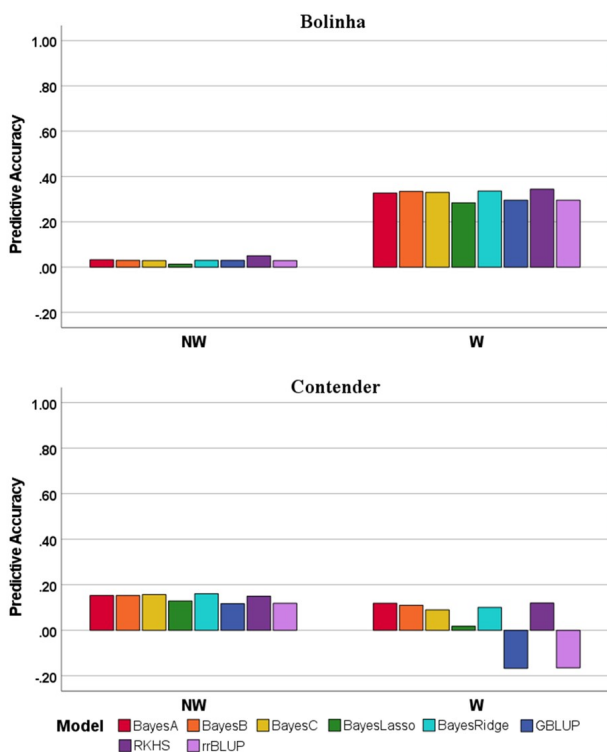 Bolinha
1.00
.80
.60
.40
.20
.00
-.20
Predictive Accuracy
NW W
Contender
1.00
.80
.60
.40
.20
.00
-.20
Predictive Accuracy
NW W
Model BayesA BayesB BayesC BayesLasso BayesRidge GBLUP
RKHS rrBLUP